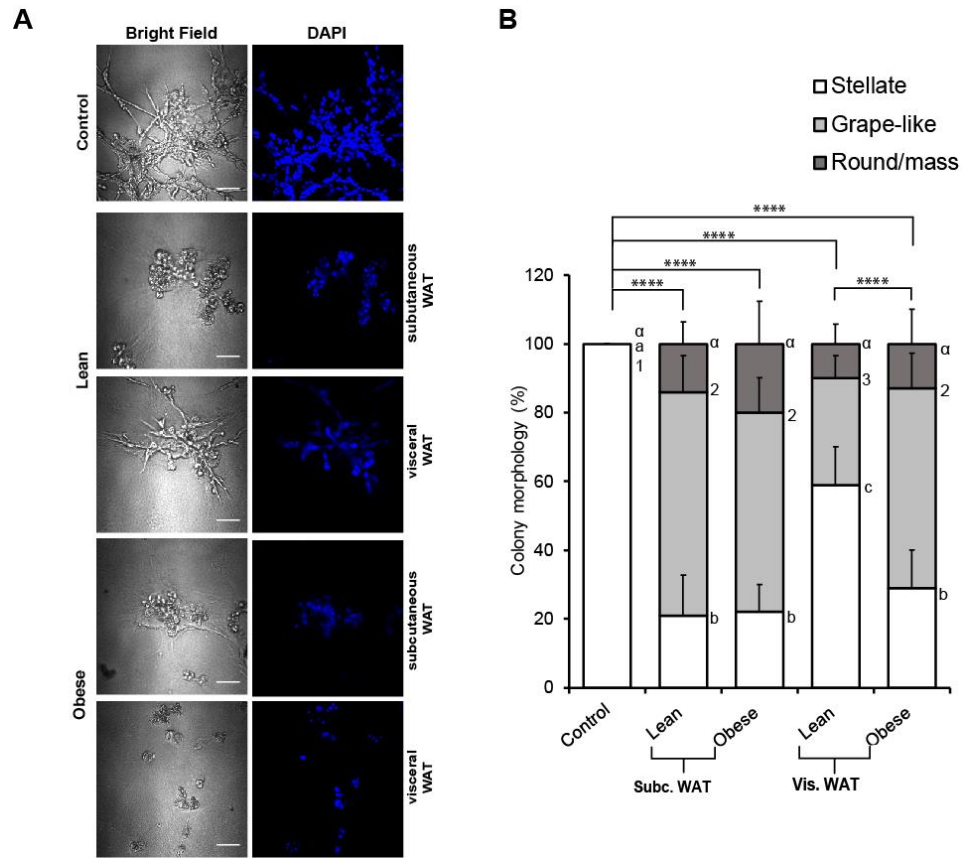 A
Bright Field
DAPI
Control
Lean
subutaneous
WAT
visceral
WAT
Obese
subcutaneous
WAT
visceral
WAT
B
Stellate
Grape-like
Round/mass
****
****
****
****
****
Colony morphology (%)
120
100
80
60
40
20
0
α
a
1
α
2
b
α
2
b
α
3
c
α
2
b
Control
Lean
Obese
Lean
Obese
Subc. WAT
Vis. WAT